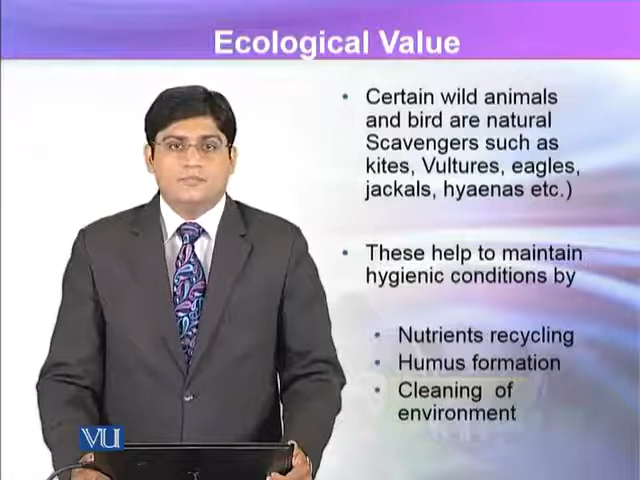 Ecological Value
• Certain wild animals
and bird are natural
Scavengers such as
kites, Vultures, eagles,
jackals, hyaenas etc.)
• These help to maintain
hygienic conditions by
• Nutrients recycling
• Humus formation
• Cleaning of
environment
VU